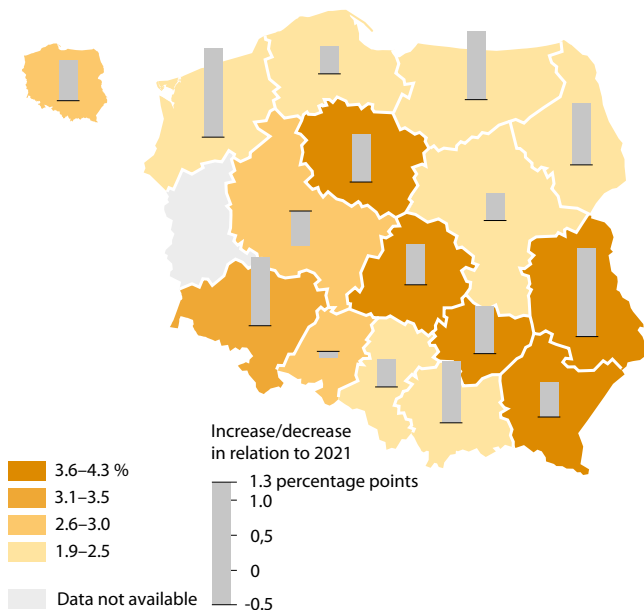 Increase/decrease
in relation to 2021
3.6–4.3 %
3.1–3.5
2.6–3.0
1.9–2.5
Data not available
1.3 percentage points
1.0
0,5
0
-0.5